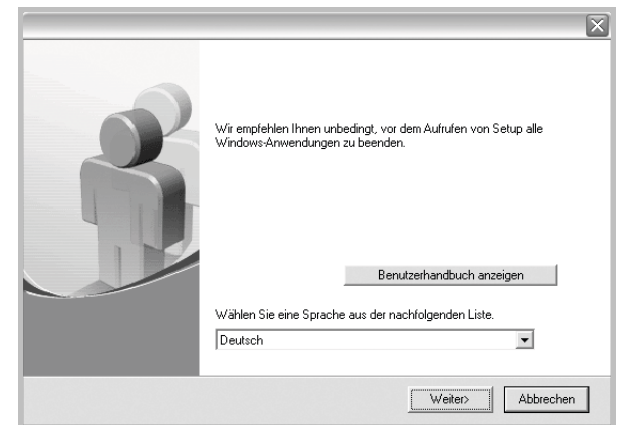 Wir empfehlen Ihnen unbedingt, vor dem Aufrufen von Setup alle
Windows-Anwendungen zu beenden.
Benutzerhandbuch anzeigen
Wählen Sie eine Sprache aus der nachfolgenden Liste.
Deutsch
Weiter>
Abbrechen